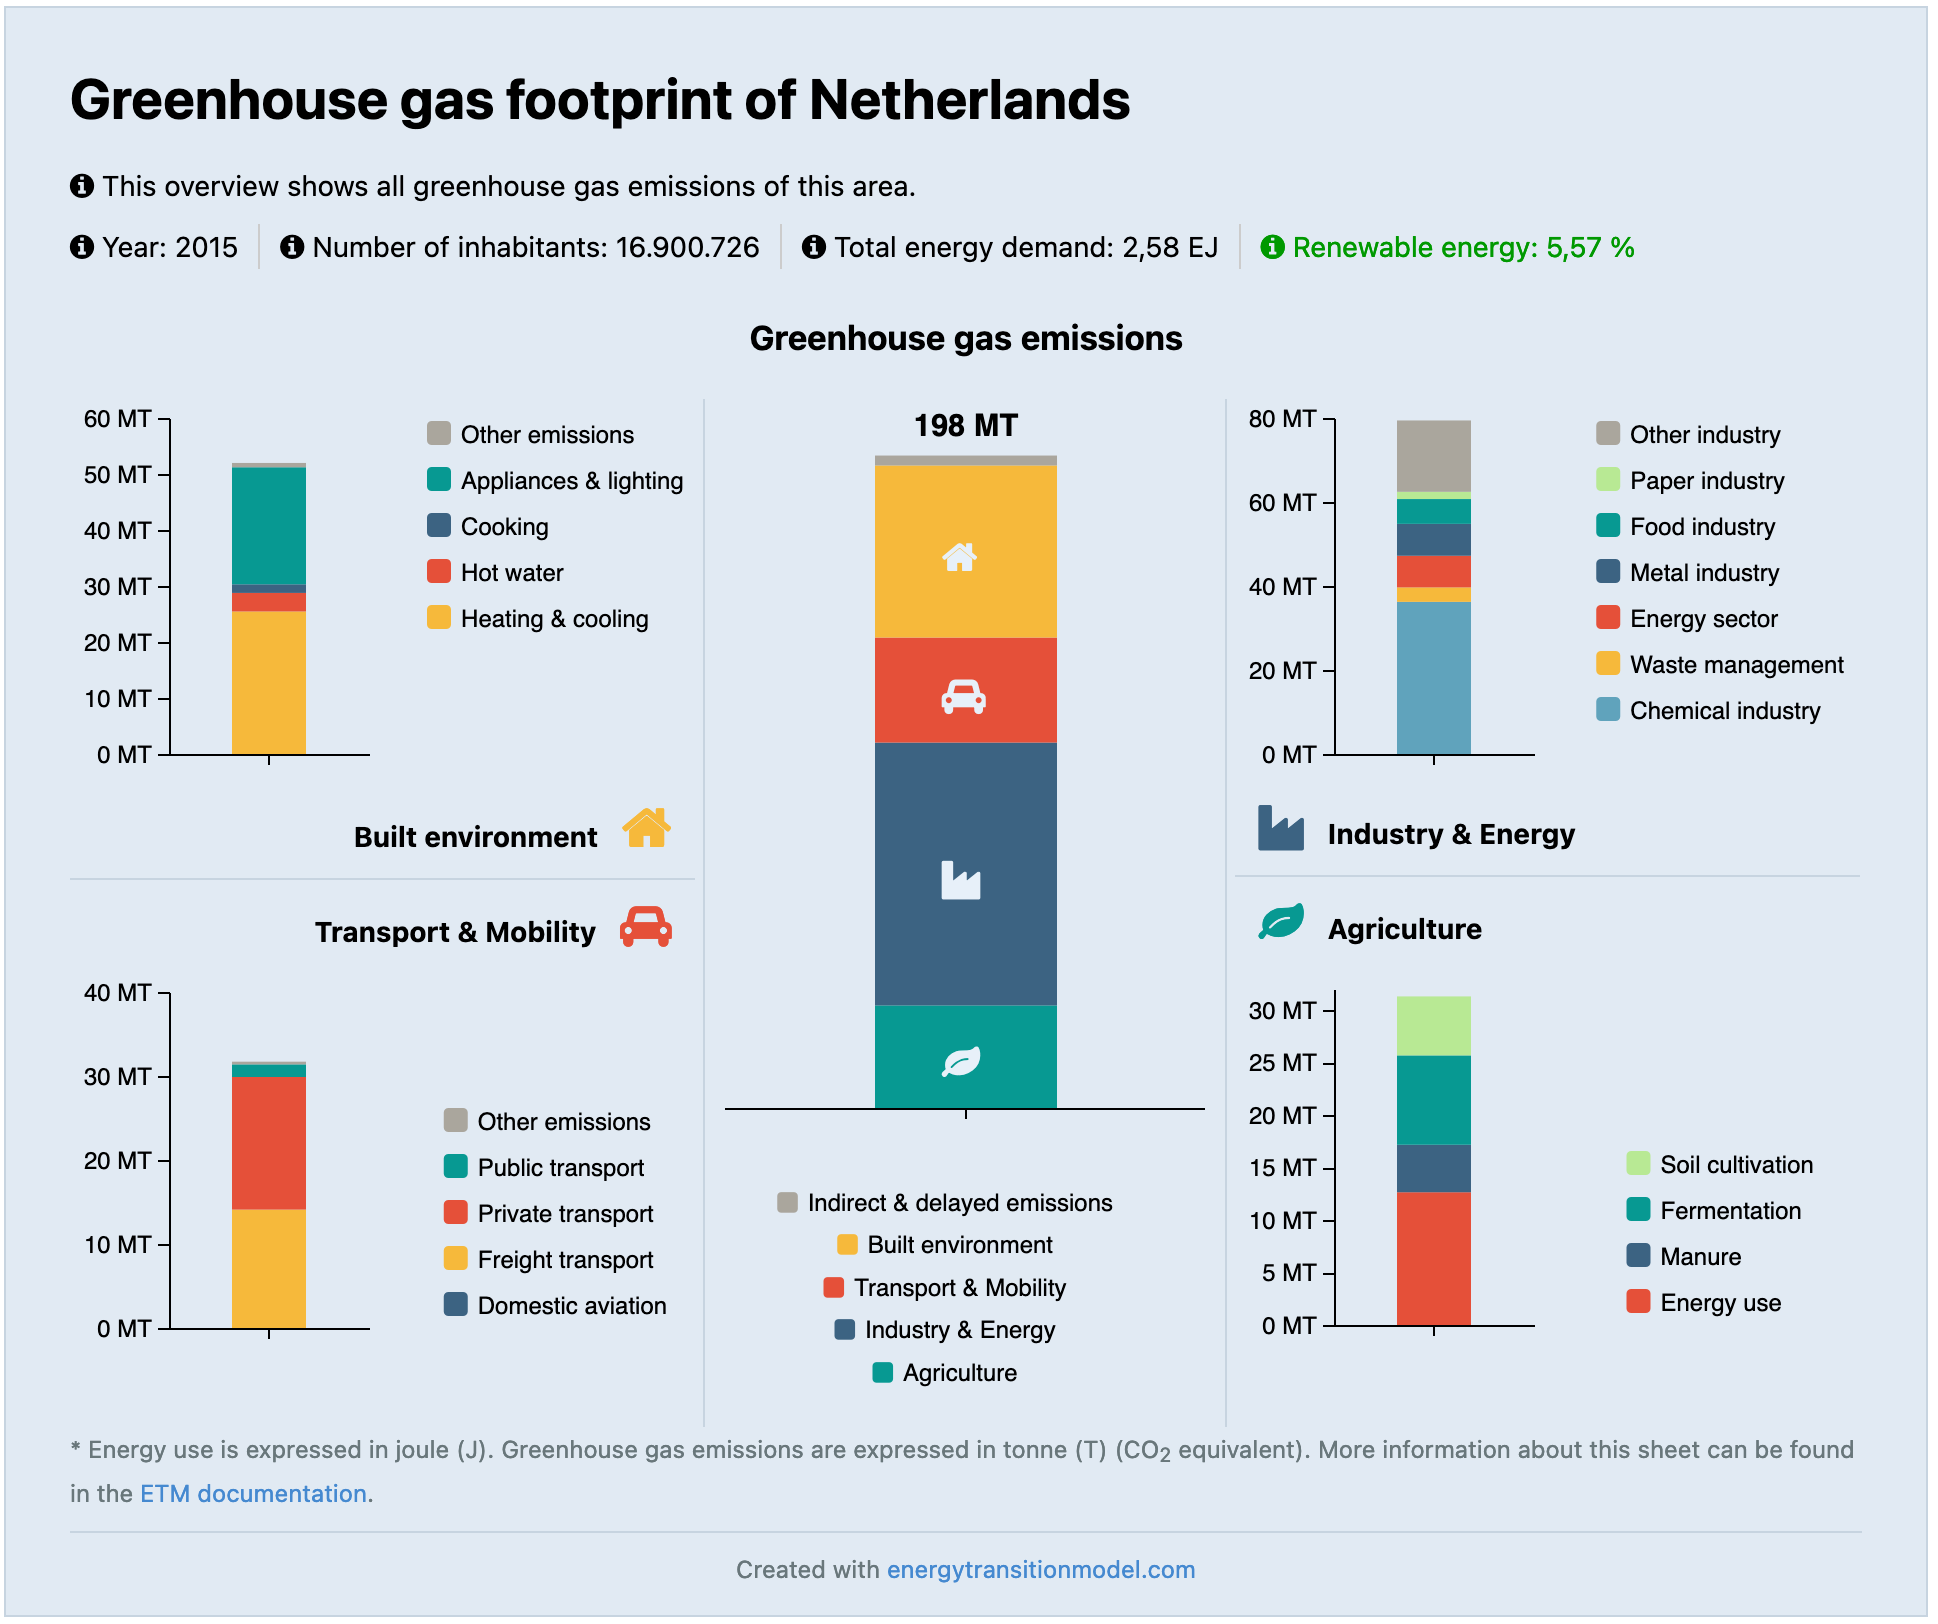 Greenhouse gas footprint of Netherlands
This overview shows all greenhouse gas emissions of this area.
Year: 2015
Number of inhabitants: 16.900.726
Total energy demand: 2,58 EJ
Renewable energy: 5,57 %
Greenhouse gas emissions
60 MT
50 MT
40 MT
30 MT
20 MT
10 MT
0 MT
Other emissions
Appliances & lighting
Cooking
Hot water
Heating & cooling
Built environment
Transport & Mobility
40 MT
30 MT
20 MT
10 MT
0 MT
Other emissions
Public transport
Private transport
Freight transport
Domestic aviation
198 MT
Indirect & delayed emissions
Built environment
Transport & Mobility
Industry & Energy
Agriculture
80 MT
60 MT
40 MT
20 MT
0 MT
Other industry
Paper industry
Food industry
Metal industry
Energy sector
Waste management
Chemical industry
Industry & Energy
Agriculture
30 MT
25 MT
20 MT
15 MT
10 MT
5 MT
0 MT
Soil cultivation
Fermentation
Manure
Energy use
* Energy use is expressed in joule (J). Greenhouse gas emissions are expressed in tonne (T) (CO₂ equivalent). More information about this sheet can be found
in the ETM documentation.
Created with energytransitionmodel.com